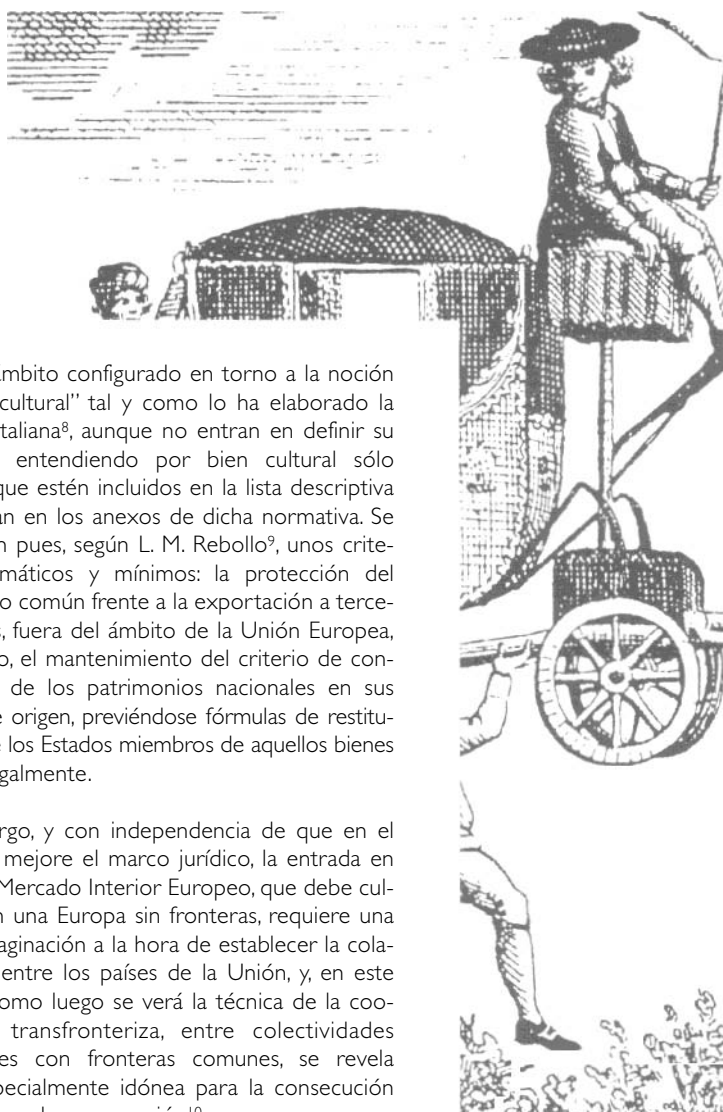 ámbito configurado en torno a la noción
cultural” tal y como lo ha elaborado la
italiana⁸, aunque no entran en definir su
entendiendo por bien cultural sólo
que estén incluidos en la lista descriptiva
an en los anexos de dicha normativa. Se
n pues, según L. M. Rebollo⁹, unos crite-
máticos y mínimos: la protección del
o común frente a la exportación a terce-
s, fuera del ámbito de la Unión Europea,
o, el mantenimiento del criterio de con-
de los patrimonios nacionales en sus
e origen, previéndose fórmulas de restitu-
e los Estados miembros de aquellos bienes
galmente.
rgo, y con independencia de que en el
mejore el marco jurídico, la entrada en
Mercado Interior Europeo, que debe cul-
n una Europa sin fronteras, requiere una
aginación a la hora de establecer la cola-
entre los países de la Unión, y, en este
omo luego se verá la técnica de la coo-
transfronteriza, entre colectividades
es con fronteras comunes, se revela
pecialmente idónea para la consecución